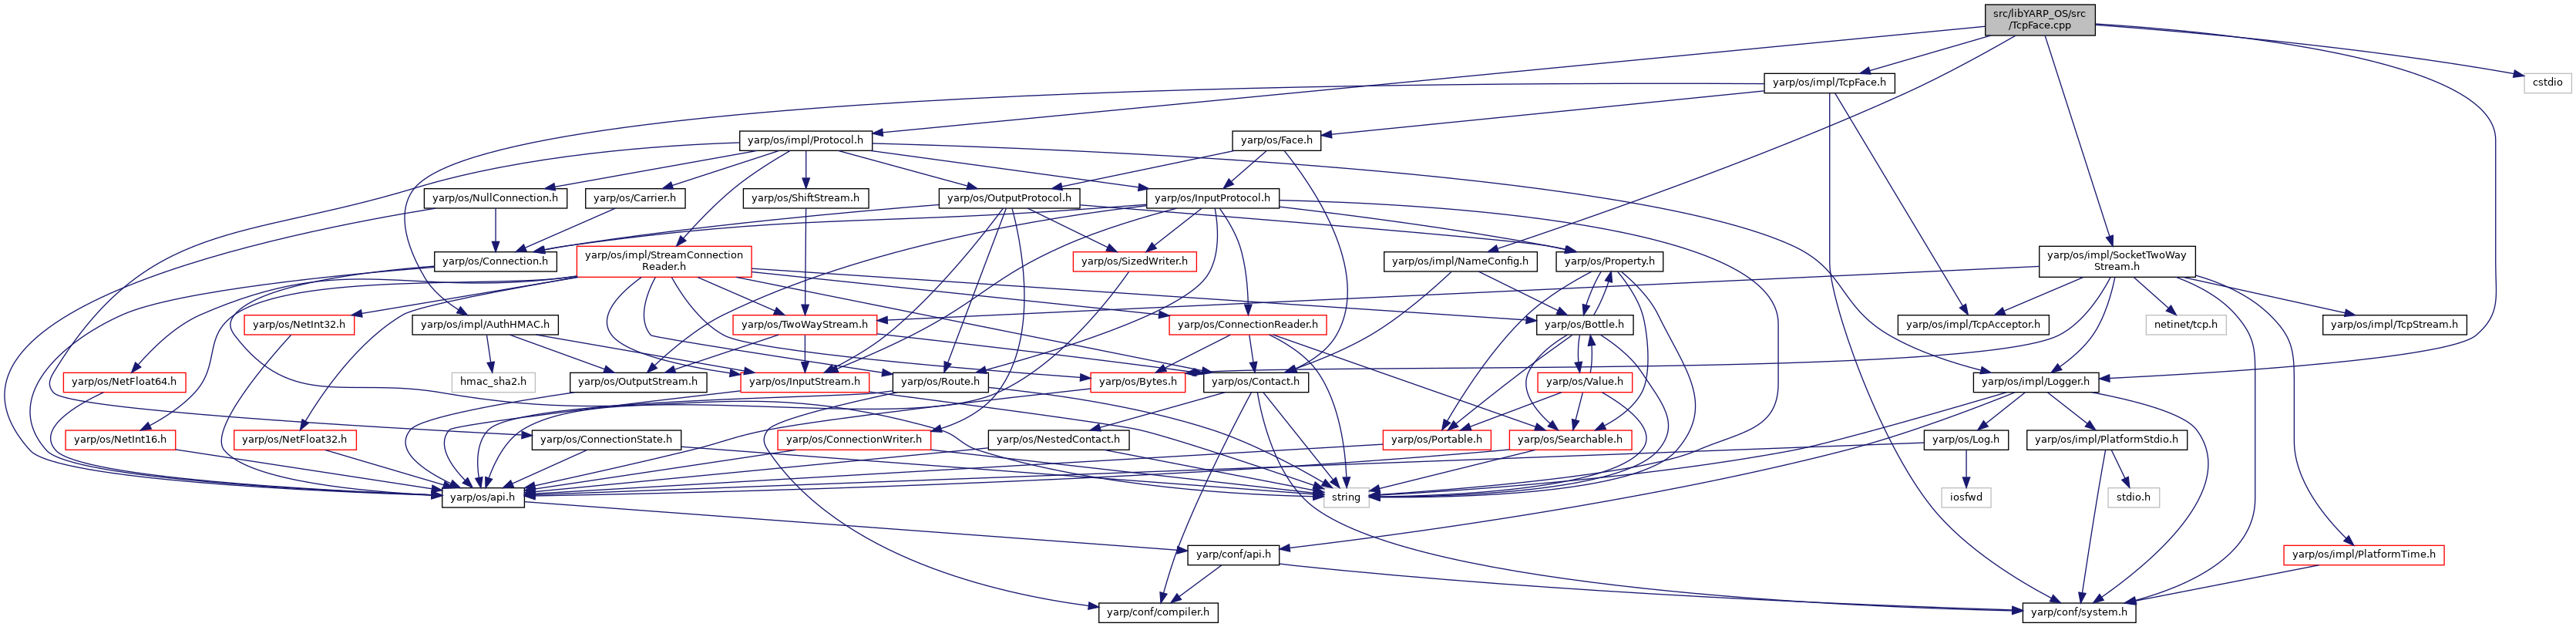 src/libYARP_OS/src
/TcpFace.cpp
yarp/os/impl/TcpFace.h
cstdio
yarp/os/impl/Protocol.h
yarp/os/Face.h
yarp/os/NullConnection.h
yarp/os/Carrier.h
yarp/os/ShiftStream.h
yarp/os/OutputProtocol.h
yarp/os/InputProtocol.h
yarp/os/Connection.h
yarp/os/impl/StreamConnection
Reader.h
yarp/os/SizedWriter.h
yarp/os/impl/NameConfig.h
yarp/os/Property.h
yarp/os/impl/SocketTwoWay
Stream.h
yarp/os/NetInt32.h
yarp/os/impl/AuthHMAC.h
yarp/os/TwoWayStream.h
yarp/os/ConnectionReader.h
yarp/os/Bottle.h
yarp/os/impl/TcpAcceptor.h
netinet/tcp.h
yarp/os/impl/TcpStream.h
yarp/os/NetFloat64.h
hmac_sha2.h
yarp/os/OutputStream.h
yarp/os/InputStream.h
yarp/os/Route.h
yarp/os/Bytes.h
yarp/os/Contact.h
yarp/os/Value.h
yarp/os/impl/Logger.h
yarp/os/NetInt16.h
yarp/os/NetFloat32.h
yarp/os/ConnectionState.h
yarp/os/ConnectionWriter.h
yarp/os/NestedContact.h
yarp/os/Portable.h
yarp/os/Searchable.h
yarp/os/Log.h
yarp/os/impl/PlatformStdio.h
yarp/os/api.h
string
iosfwd
stdio.h
yarp/conf/api.h
yarp/os/impl/PlatformTime.h
yarp/conf/compiler.h
yarp/conf/system.h